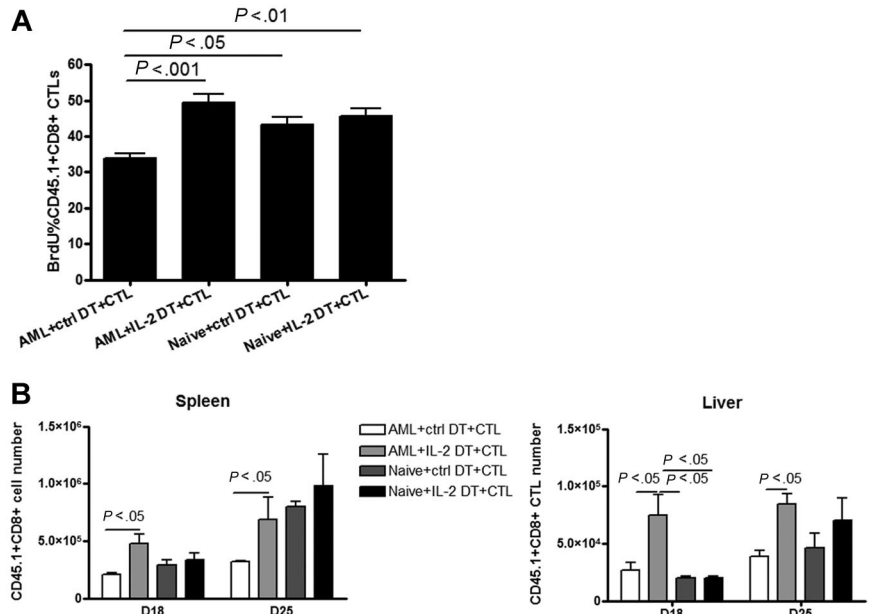 A
P<.01
P<.05
P<.001
BrdU%CD45.1+CD8+ CTLs
60
50
40
30
20
10
0
AML+ctrl DT+CTL
AML+IL-2 DT+CTL
Naive+ctrl DT+CTL
Naive+IL-2 DT+CTL
B
Spleen
CD45.1+CD8+ cell number
1.5×10⁶
1.0×10⁶
5.0×10⁵
0
P<.05
P<.05
D18
D25
AML+ctrl DT+CTL
AML+IL-2 DT+CTL
Naive+ctrl DT+CTL
Naive+IL-2 DT+CTL
Liver
CD45.1+CD8+ CTL number
1.5×10⁵
1.0×10⁵
5.0×10⁴
0
P<.05
P<.05
P<.05
P<.05
D18
D25